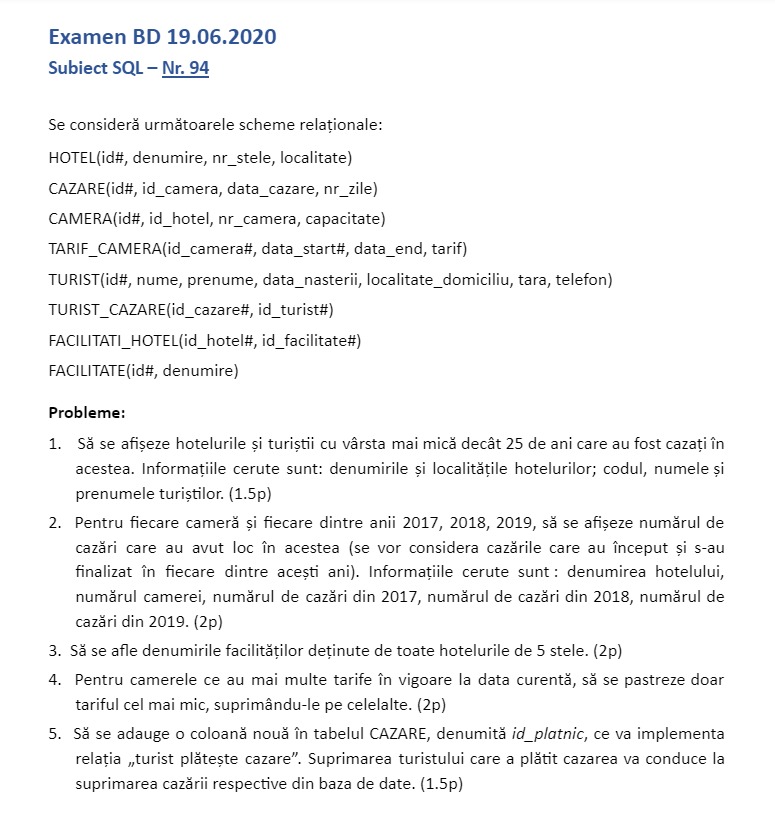 Examen BD 19.06.2020
Subiect SQL – Nr. 94
Se consideră următoarele scheme relaționale:
HOTEL(id#, denumire, nr_stele, localitate)
CAZARE(id#, id_camera, data_cazare, nr_zile)
CAMERA(id#, id_hotel, nr_camera, capacitate)
TARIF_CAMERA(id_camera#, data_start#, data_end, tarif)
TURIST(id#, nume, prenume, data_nasterii, localitate_domiciliu, tara, telefon)
TURIST_CAZARE(id_cazare#, id_turist#)
FACILITATI_HOTEL(id_hotel#, id_facilitate#)
FACILITATE(id#, denumire)
Probleme:
1. Să se afișeze hotelurile și turiștii cu vârsta mai mică decât 25 de ani care au fost cazați în
acestea. Informațiile cerute sunt: denumirile și localitățile hotelurilor; codul, numele și
prenumele turiștilor. (1.5p)
2. Pentru fiecare cameră și fiecare dintre anii 2017, 2018, 2019, să se afișeze numărul de
cazări care au avut loc în acestea (se vor considera cazările care au început și s-au
finalizat în fiecare dintre acești ani). Informațiile cerute sunt : denumirea hotelului,
numărul camerei, numărul de cazări din 2017, numărul de cazări din 2018, numărul de
cazări din 2019. (2p)
3. Să se afle denumirile facilităților deținute de toate hotelurile de 5 stele. (2p)
4. Pentru camerele ce au mai multe tarife în vigoare la data curentă, să se pastreze doar
tariful cel mai mic, suprimându-le pe celelalte. (2p)
5. Să se adauge o coloană nouă în tabelul CAZARE, denumită id_platnic, ce va implementa
relația „turist plătește cazare”. Suprimarea turistului care a plătit cazarea va conduce la
suprimarea cazării respective din baza de date. (1.5p)